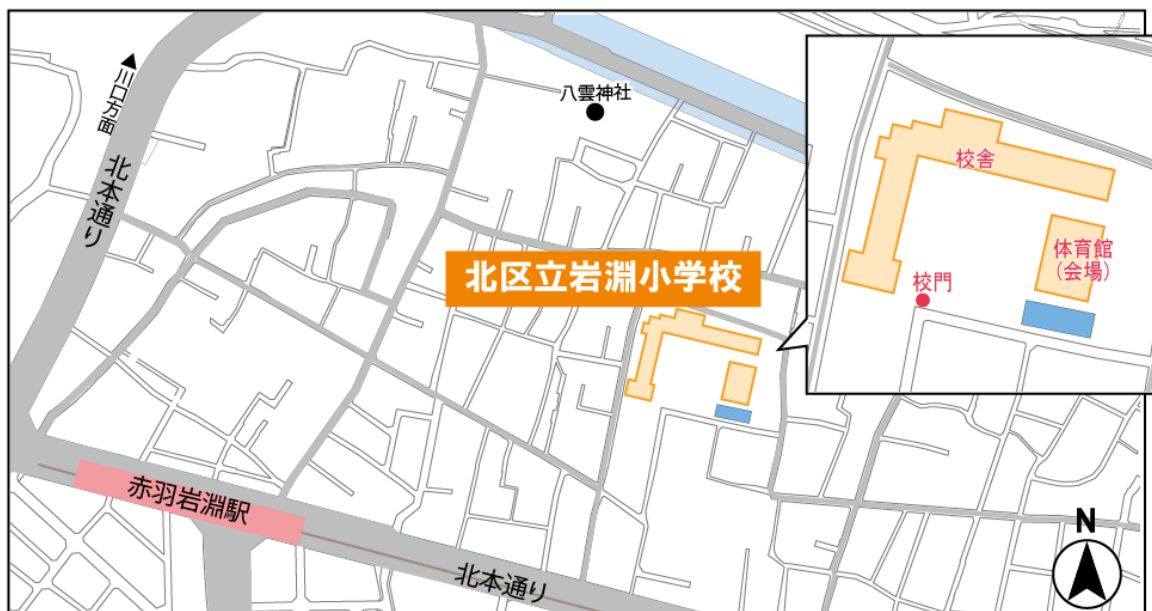 八雲神社
▲川口方面
北本通り
校舎
体育館
(会場)
校門
北区立岩淵小学校
赤羽岩淵駅
北本通り
N